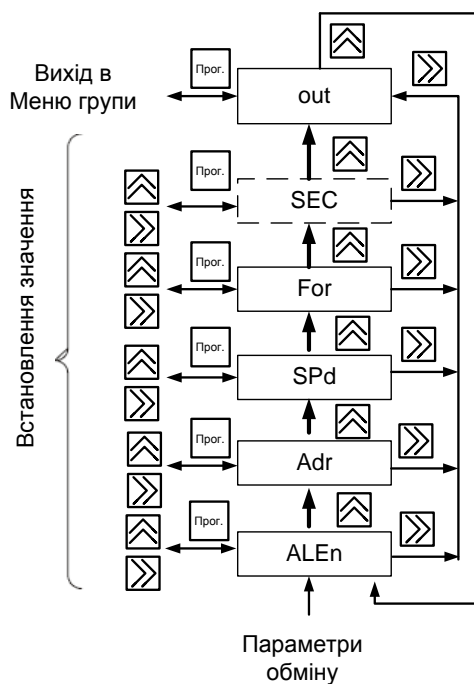 Прог.
out
Вихід в
Меню групи
Прог.
SEC
Прог.
For
Прог.
SPd
Прог.
Adr
Прог.
ALEn
Встановлення значення
Параметри
обміну